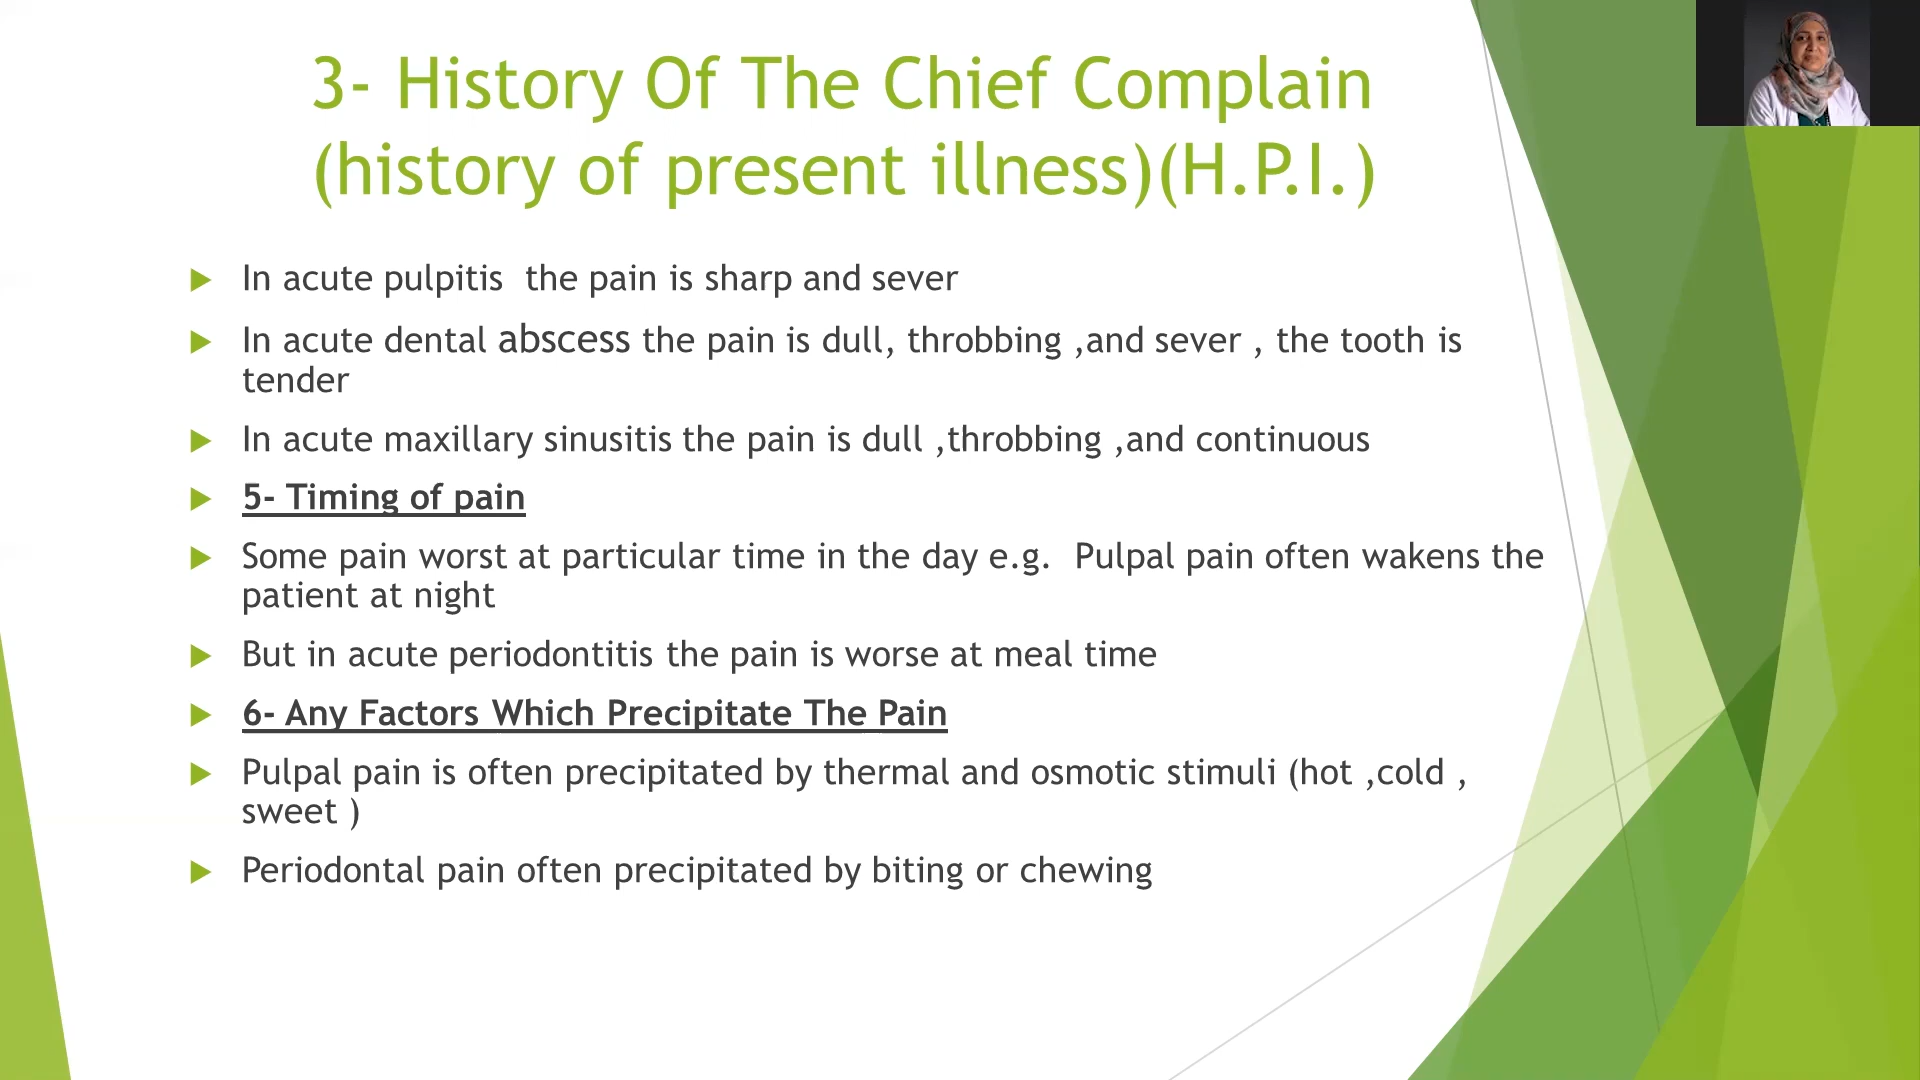 3- History Of The Chief Complain
(history of present illness)(H.P.I.)
In acute pulpitis  the pain is sharp and sever
In acute dental abscess the pain is dull, throbbing ,and sever , the tooth is
tender
In acute maxillary sinusitis the pain is dull ,throbbing ,and continuous
5- Timing of pain
Some pain worst at particular time in the day e.g.  Pulpal pain often wakens the
patient at night
But in acute periodontitis the pain is worse at meal time
6- Any Factors Which Precipitate The Pain
Pulpal pain is often precipitated by thermal and osmotic stimuli (hot ,cold ,
sweet )
Periodontal pain often precipitated by biting or chewing